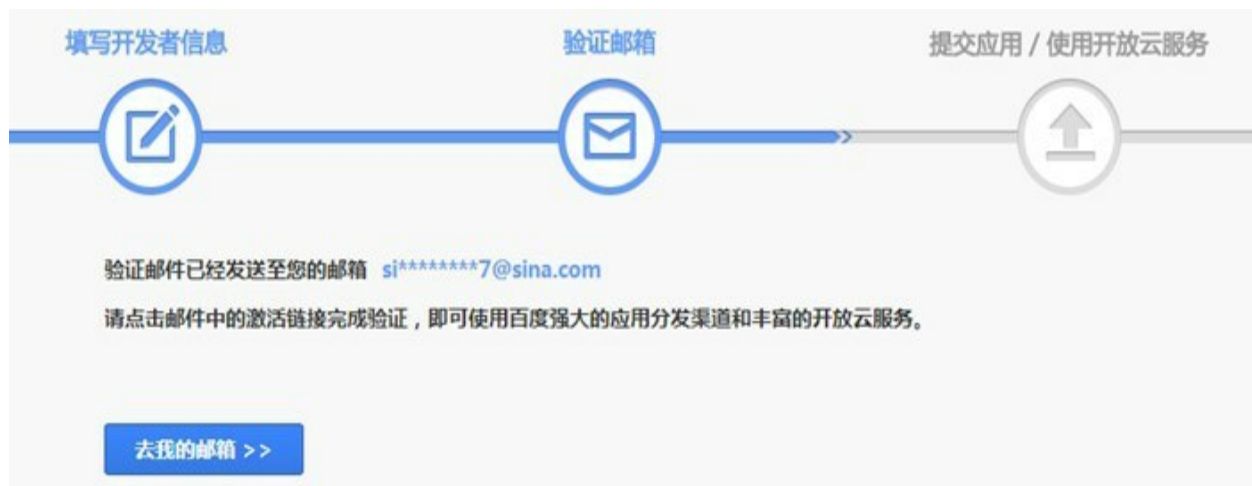 填写开发者信息
验证邮箱
提交应用 / 使用开放云服务
验证邮件已经发送至您的邮箱 si********7@sina.com
请点击邮件中的激活链接完成验证，即可使用百度强大的应用分发渠道和丰富的开放云服务。
去我的邮箱 >>